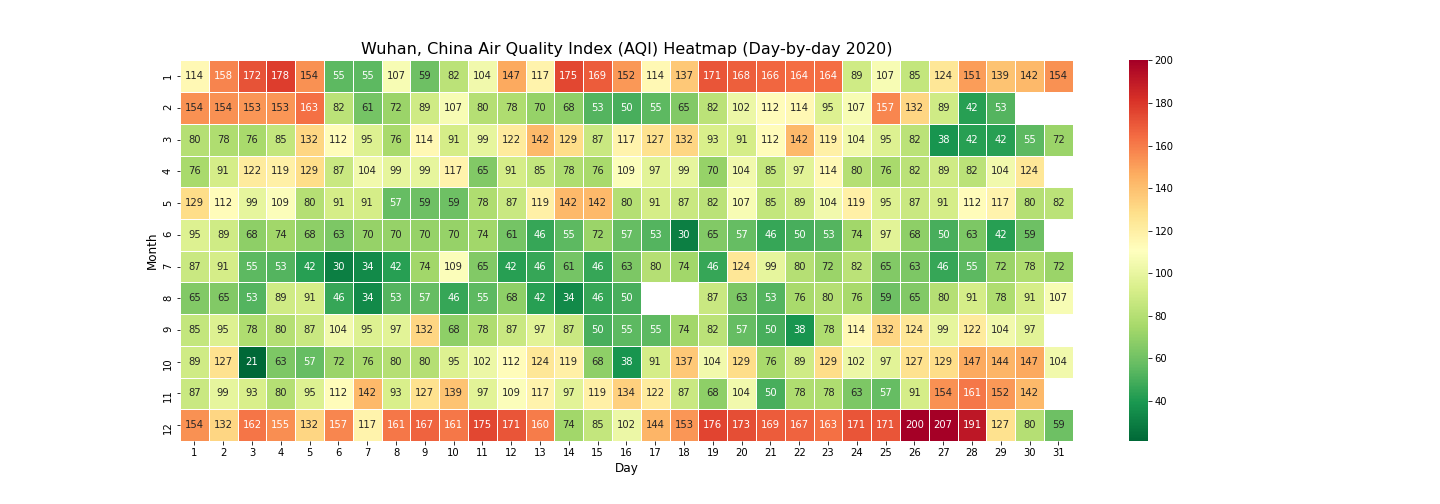 Wuhan, China Air Quality Index (AQI) Heatmap (Day-by-day 2020)
1 114 158 172 178 154 55 55 107 59 82 104 147 117 175 169 152 114 137 171 168 166 164 164 89 107 85 124 151 139 142 154
2 154 154 153 153 163 82 61 72 89 107 80 78 70 68 53 50 55 65 82 102 112 114 95 107 157 132 89 42 53
3 80 78 76 85 132 112 95 76 114 91 99 122 142 129 87 117 127 132 93 91 112 142 119 104 95 82 38 42 42 55 72
4 76 91 122 119 129 87 104 99 99 117 65 91 85 78 76 109 97 99 70 104 85 97 114 80 76 82 89 82 104 124
5 129 112 99 109 80 91 91 57 59 59 78 87 119 142 142 80 91 87 82 107 85 89 104 119 95 87 91 112 117 80 82
6 95 89 68 74 68 63 70 70 70 70 74 61 46 55 72 57 53 30 65 57 46 50 53 74 97 68 50 63 42 59
7 87 91 55 53 42 30 34 42 74 109 65 42 46 61 46 63 80 74 46 124 99 80 72 82 65 63 46 55 72 78 72
8 65 65 53 89 91 46 34 53 57 46 55 68 42 34 46 50 87 63 53 76 80 76 59 65 80 91 78 91 107
9 85 95 78 80 87 104 95 97 132 68 78 87 97 87 50 55 55 74 82 57 50 38 78 114 132 124 99 122 104 97
10 89 127 21 63 57 72 76 80 80 95 102 112 124 119 68 38 91 137 104 129 76 89 129 102 97 127 129 147 144 147 104
11 87 99 93 80 95 112 142 93 127 139 97 109 117 97 119 134 122 87 68 104 50 78 78 63 57 91 154 161 152 142
12 154 132 162 155 132 157 117 161 167 161 175 171 160 74 85 102 144 153 176 173 169 167 163 171 171 200 207 191 127 80 59
1 2 3 4 5 6 7 8 9 10 11 12 13 14 15 16 17 18 19 20 21 22 23 24 25 26 27 28 29 30 31
Day
Month
200
180
160
140
120
100
80
60
40